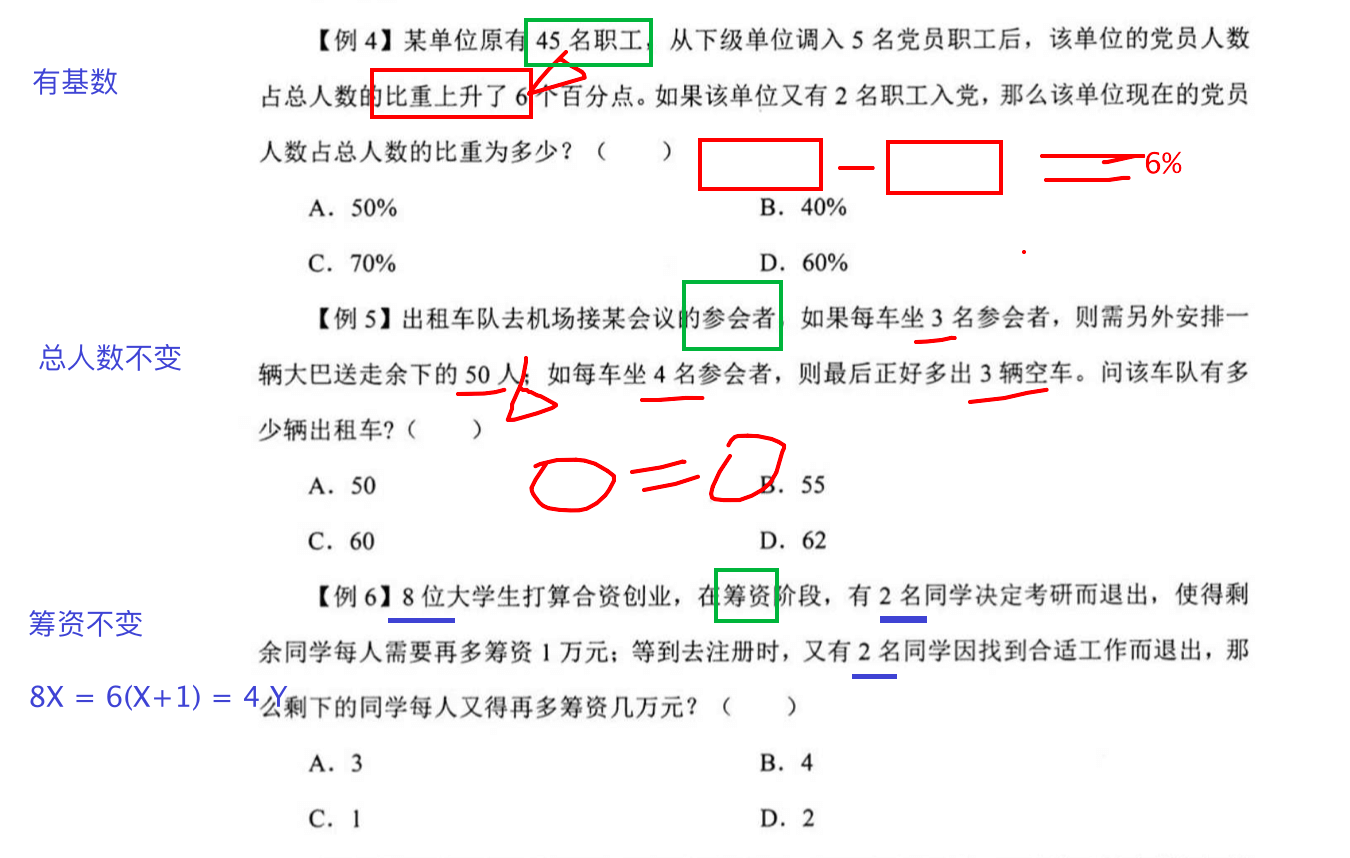 【例 4】某单位原有 45 名职工，从下级单位调入 5 名党员职工后，该单位的党员人数
有基数
占总人数的比重上升了 6 个百分点。如果该单位又有 2 名职工入党，那么该单位现在的党员
人数占总人数的比重为多少？（　　）
6%
A．50%　B．40%
C．70%　D．60%
【例 5】出租车队去机场接某会议的参会者，如果每车坐 3 名参会者，则需另外安排一
总人数不变
辆大巴送走余下的 50 人；如每车坐 4 名参会者，则最后正好多出 3 辆空车。问该车队有多
少辆出租车?（　　）
A．50　B．55
C．60　D．62
【例 6】8 位大学生打算合资创业，在筹资阶段，有 2 名同学决定考研而退出，使得剩
筹资不变
余同学每人需要再多筹资 1 万元；等到去注册时，又有 2 名同学因找到合适工作而退出，那
8X = 6(X+1) = 4 Y
么剩下的同学每人又得再多筹资几万元？（　　）
A．3　B．4
C．1　D．2